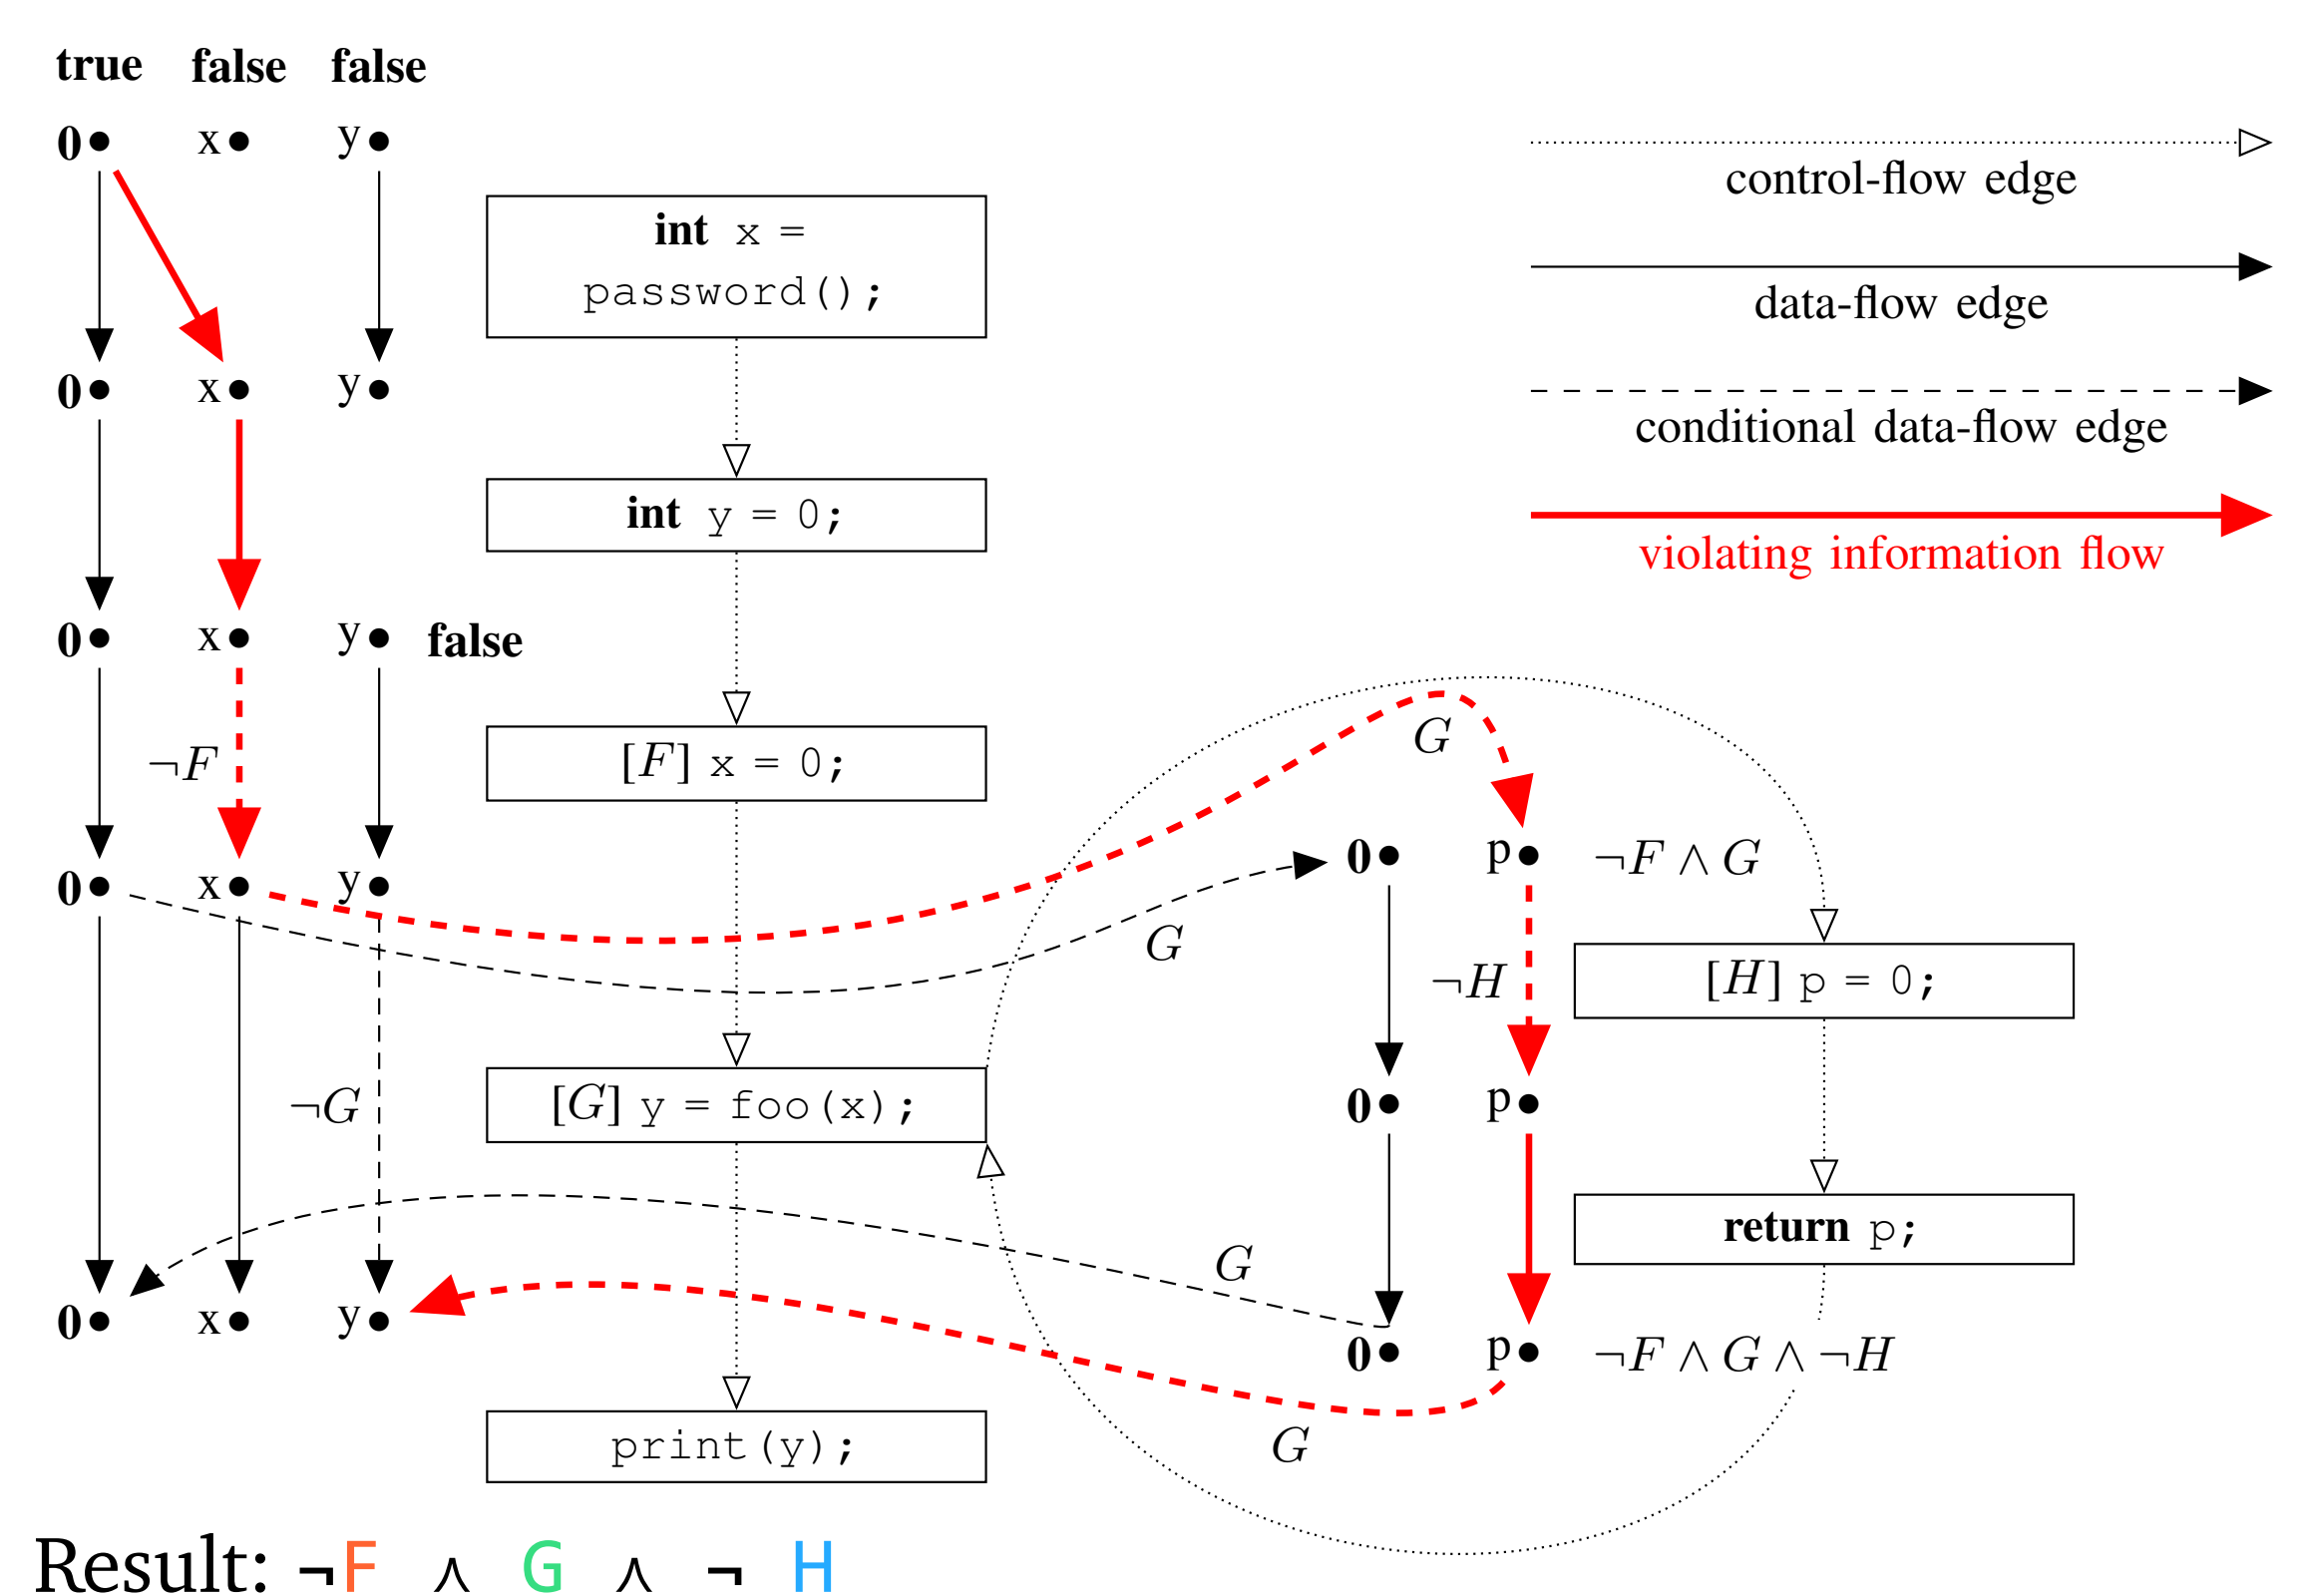 true false false
0 x y
control-flow edge
int x =
password();
data-flow edge
0 x y
conditional data-flow edge
int y = 0;
violating information flow
0 x y false
¬F
[F] x = 0;
G
0 x y
0 p ¬F ∧ G
G
¬H
[H] p = 0;
¬G
[G] y = foo(x);
0 p
return p;
G
0 x y
0 p ¬F ∧ G ∧ ¬H
print(y);
G
Result: ¬F ∧ G ∧ ¬ H